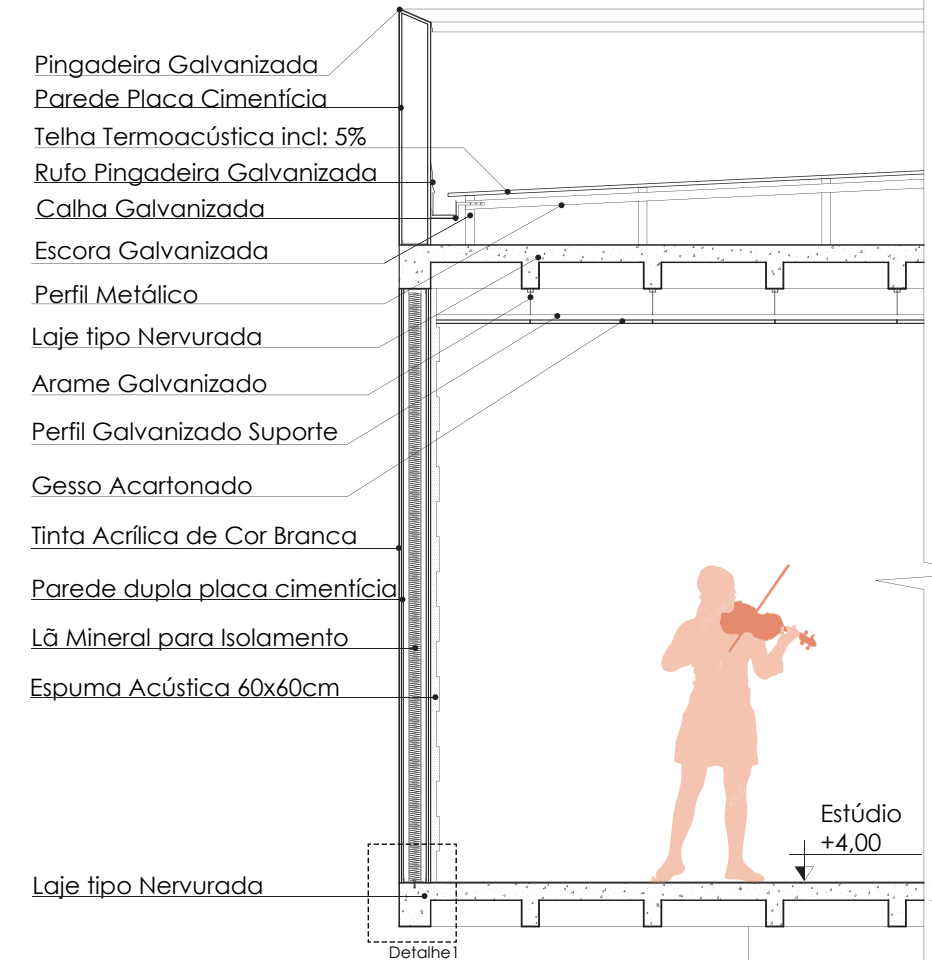 Pingadeira Galvanizada
Parede Placa Cimentícia
Telha Termoacústica incl: 5%
Rufo Pingadeira Galvanizada
Calha Galvanizada
Escora Galvanizada
Perfil Metálico
Laje tipo Nervurada
Arame Galvanizado
Perfil Galvanizado Suporte
Gesso Acartonado
Tinta Acrílica de Cor Branca
Parede dupla placa cimentícia
Lã Mineral para Isolamento
Espuma Acústica 60x60cm
Estúdio
+4,00
Laje tipo Nervurada
Detalhe1